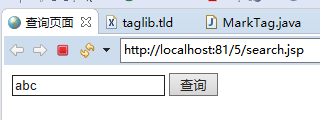 查询页面
taglib.tld
MarkTag.java
http://localhost:81/5/search.jsp
abc
查询